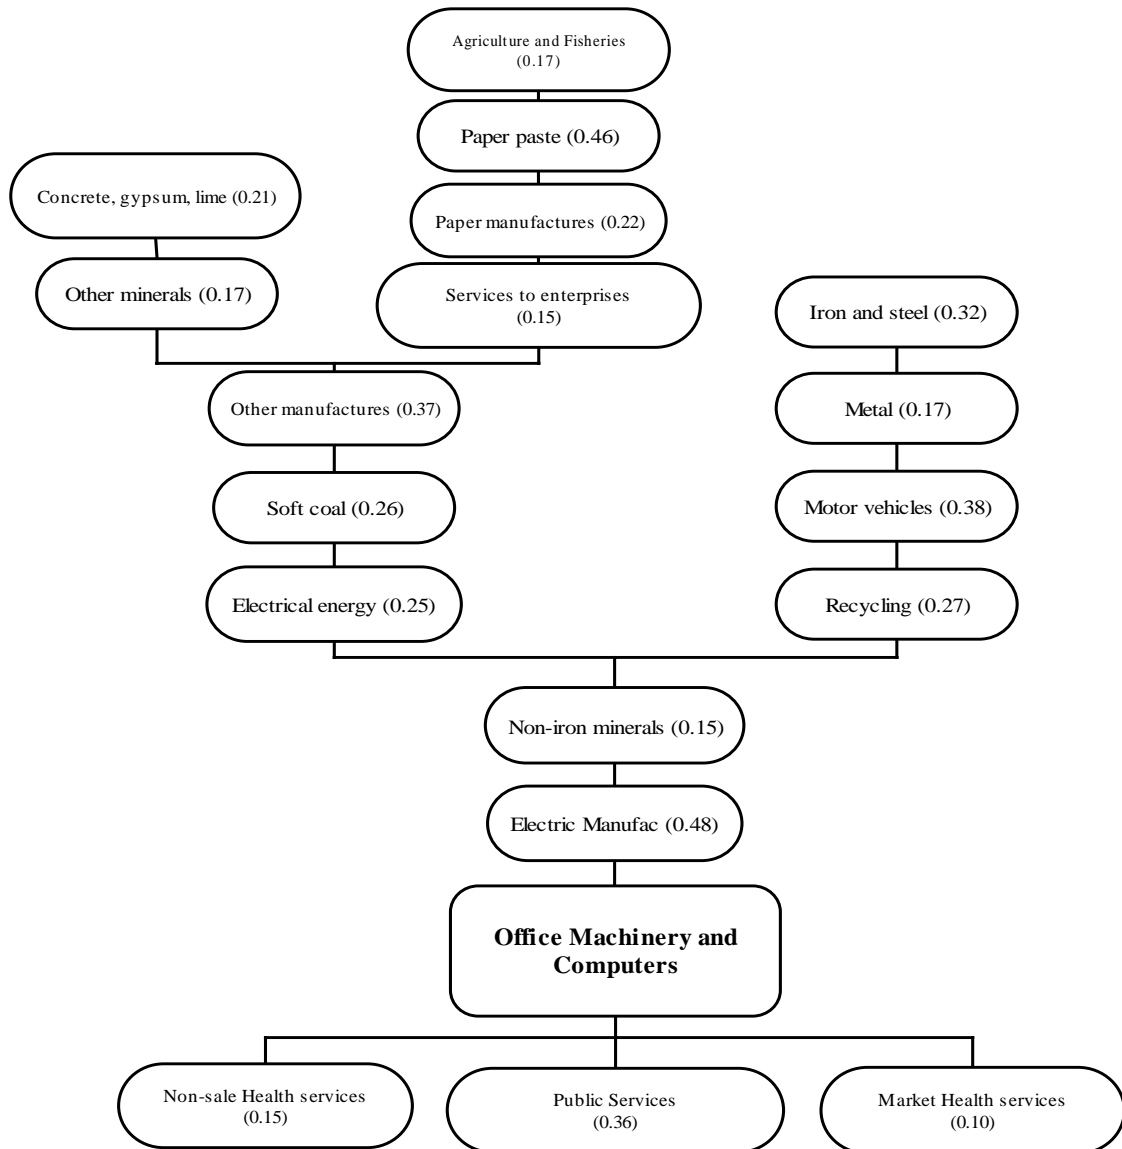 Agriculture and Fisheries
(0.17)
Paper paste (0.46)
Concrete, gypsum, lime (0.21)
Paper manufactures (0.22)
Other minerals (0.17)
Services to enterprises
(0.15)
Iron and steel (0.32)
Other manufactures (0.37)
Metal (0.17)
Soft coal (0.26)
Motor vehicles (0.38)
Electrical energy (0.25)
Recycling (0.27)
Non-iron minerals (0.15)
Electric Manufac (0.48)
Office Machinery and
Computers
Non-sale Health services
(0.15)
Public Services
(0.36)
Market Health services
(0.10)